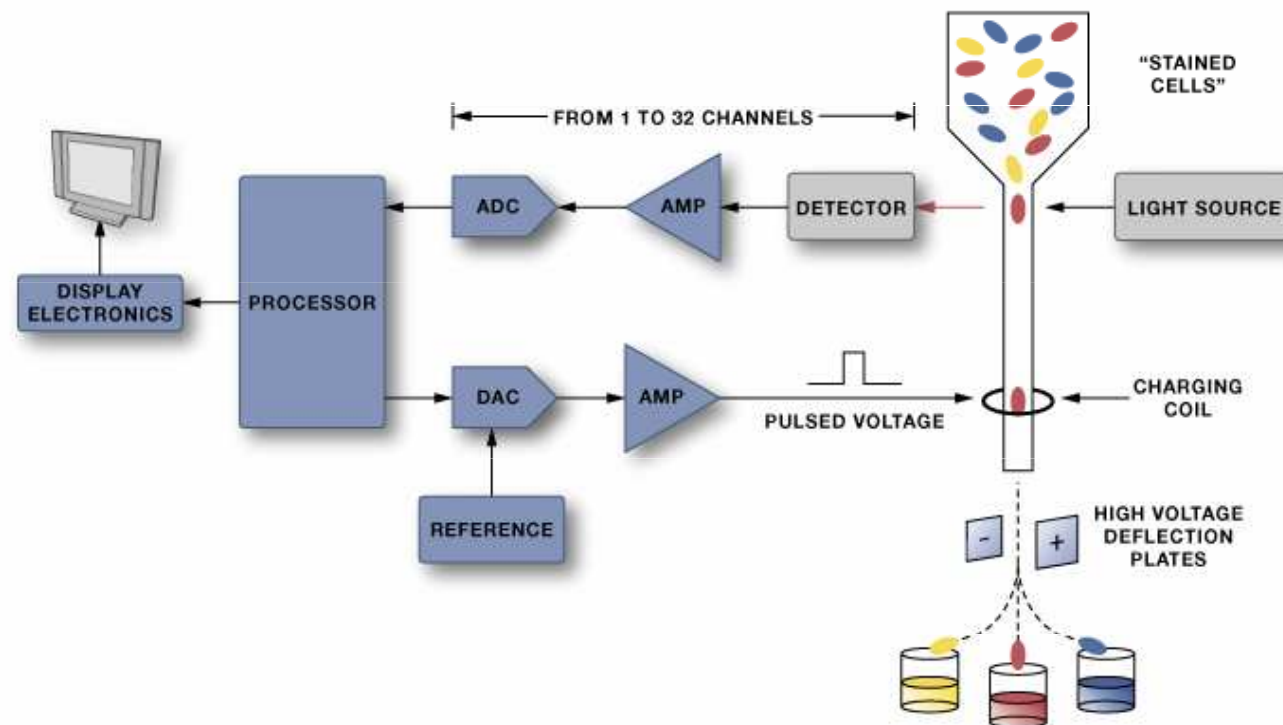 “STAINED
CELLS”
FROM 1 TO 32 CHANNELS
ADC
AMP
DETECTOR
LIGHT SOURCE
DISPLAY
ELECTRONICS
PROCESSOR
DAC
AMP
PULSED VOLTAGE
CHARGING
COIL
REFERENCE
HIGH VOLTAGE
DEFLECTION
PLATES
-
+